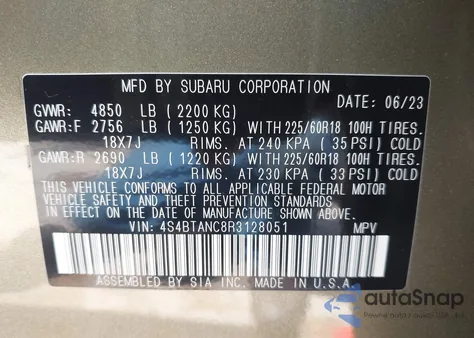 MFD BY SUBARU CORPORATION
DATE: 06/23
GVWR: 4850 LB (2200 KG)
GAWR:F 2756 LB (1250 KG) WITH 225/60R18 100H TIRES.
18X7J RIMS. AT 240 KPA (35 PSI) COLD
GAWR:R 2690 LB (1220 KG) WITH 225/60R18 100H TIRES.
18X7J RIMS. AT 230 KPA (33 PSI) COLD
THIS VEHICLE CONFORMS TO ALL APPLICABLE FEDERAL MOTOR
VEHICLE SAFETY, BUMPER, AND THEFT PREVENTION STANDARDS
IN EFFECT ON THE DATE OF MANUFACTURE SHOWN ABOVE.
VIN: 4S4BTANC8R3128051 MPV
ASSEMBLED BY SIA INC. MADE IN U.S.A.
autoSnap